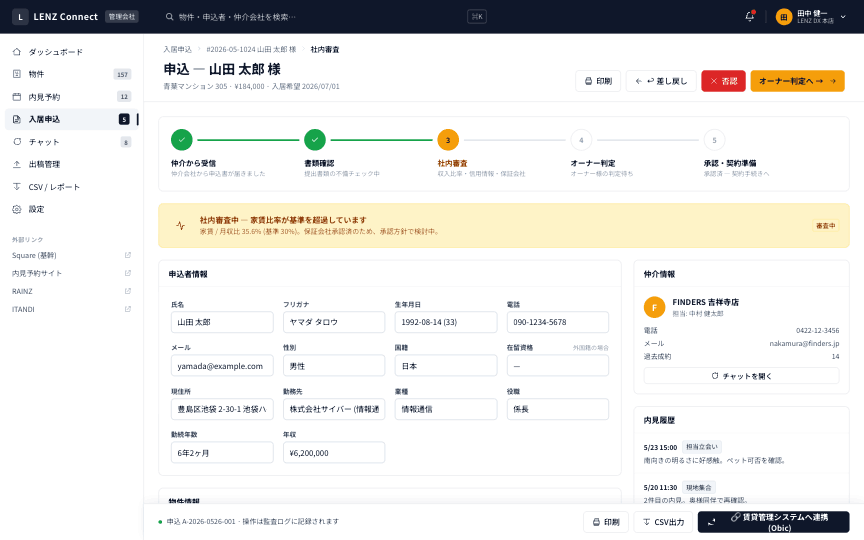 L LENZ Connect 管理会社
物件・申込者・仲介会社を検索…
⌘K
田 田中 健一
LENZ DX 本店
ダッシュボード
物件 157
内見予約 12
入居申込 5
チャット 8
出稿管理
CSV / レポート
設定
外部リンク
Square (基幹)
内見予約サイト
RAINZ
ITANDI
入居申込 › #2026-05-1024 山田 太郎 様 › 社内審査
申込 — 山田 太郎 様
青葉マンション 305・¥184,000・入居希望 2026/07/01
印刷
← ↩ 差し戻し
× 否認
オーナー判定へ → →
3
4
5
仲介から受信
仲介会社から申込書が届きました
書類確認
提出書類の不備チェック中
社内審査
収入比率・信用情報・保証会社
オーナー判定
オーナー様の判定待ち
承認・契約準備
承認済 — 契約手続きへ
社内審査中 — 家賃比率が基準を超過しています
家賃 / 月収比 35.6% (基準 30%)。保証会社承認済のため、承認方針で検討中。
審査中
申込者情報
氏名
山田 太郎
フリガナ
ヤマダ タロウ
生年月日
1992-08-14 (33)
電話
090-1234-5678
メール
yamada@example.com
性別
男性
国籍
日本
在留資格 外国籍の場合
—
現住所
豊島区池袋 2-30-1 池袋ハ
勤務先
株式会社サイバー (情報通
業種
情報通信
役職
係長
勤続年数
6年2ヶ月
年収
¥6,200,000
物件情報
仲介情報
F FINDERS 吉祥寺店
担当: 中村 健太郎
電話 0422-12-3456
メール nakamura@finders.jp
過去成約 14
チャットを開く
内見履歴
5/23 15:00 担当立会い
南向きの明るさに好感触。ペット可否を確認。
5/20 11:30 現地集合
2件目の内見。奥様同伴で再確認。
申込 A-2026-0526-001・操作は監査ログに記録されます
印刷
CSV出力
🔗 賃貸管理システムへ連携
(Obic)